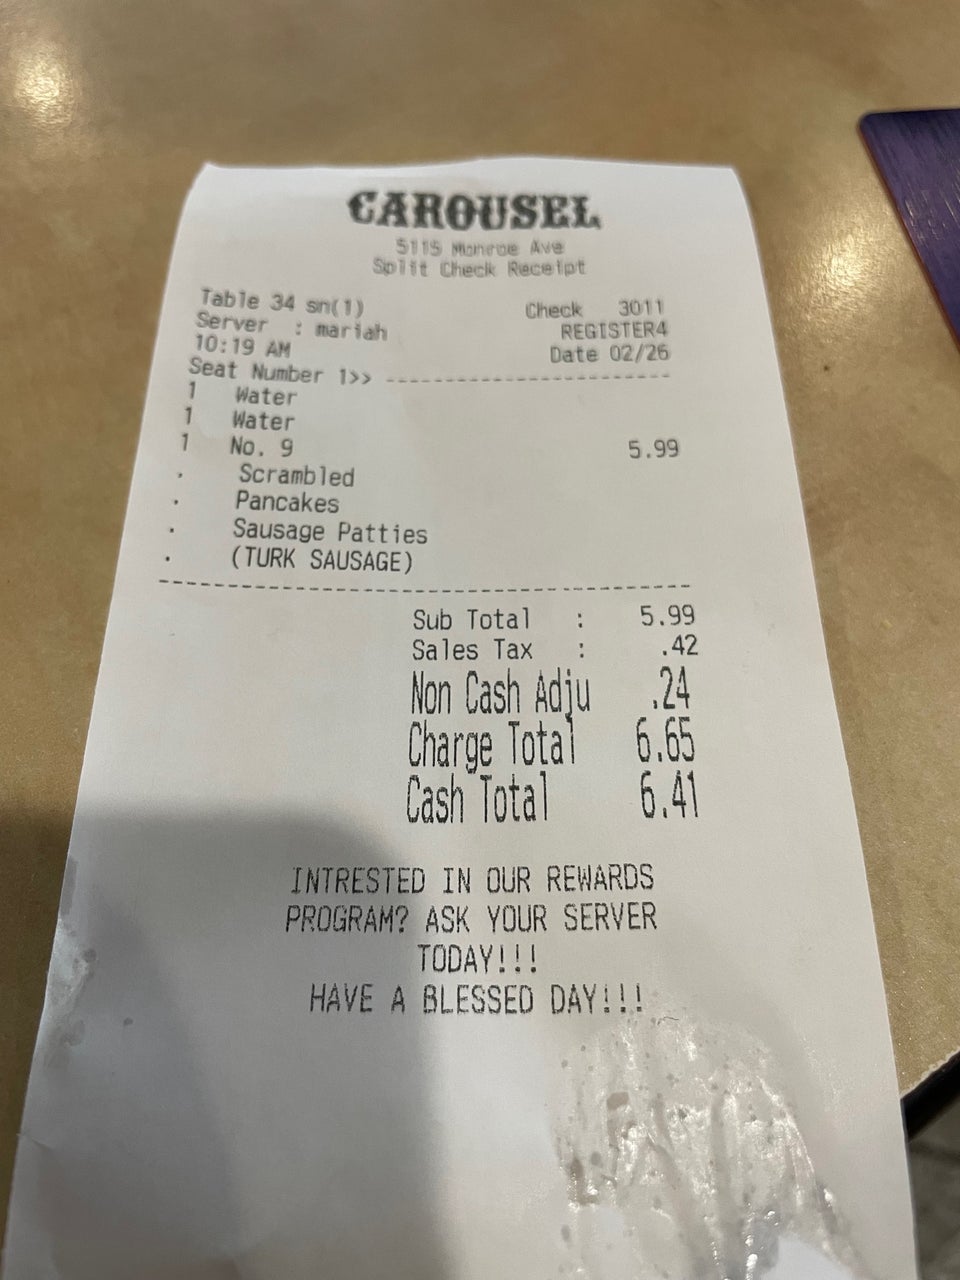 CAROUSEL
5115 Monroe Ave
Split Check Receipt
Table 34 sn(1) Check 3011
Server : mariah REGISTER4
10:19 AM Date 02/26
Seat Number 1>> ------------------------------
1 Water
1 Water
1 No. 9 5.99
. Scrambled
. Pancakes
. Sausage Patties
. (TURK SAUSAGE)
--------------------------------------------------
Sub Total : 5.99
Sales Tax : .42
Non Cash Adju .24
Charge Total 6.65
Cash Total 6.41
INTRESTED IN OUR REWARDS
PROGRAM? ASK YOUR SERVER
TODAY!!!
HAVE A BLESSED DAY!!!